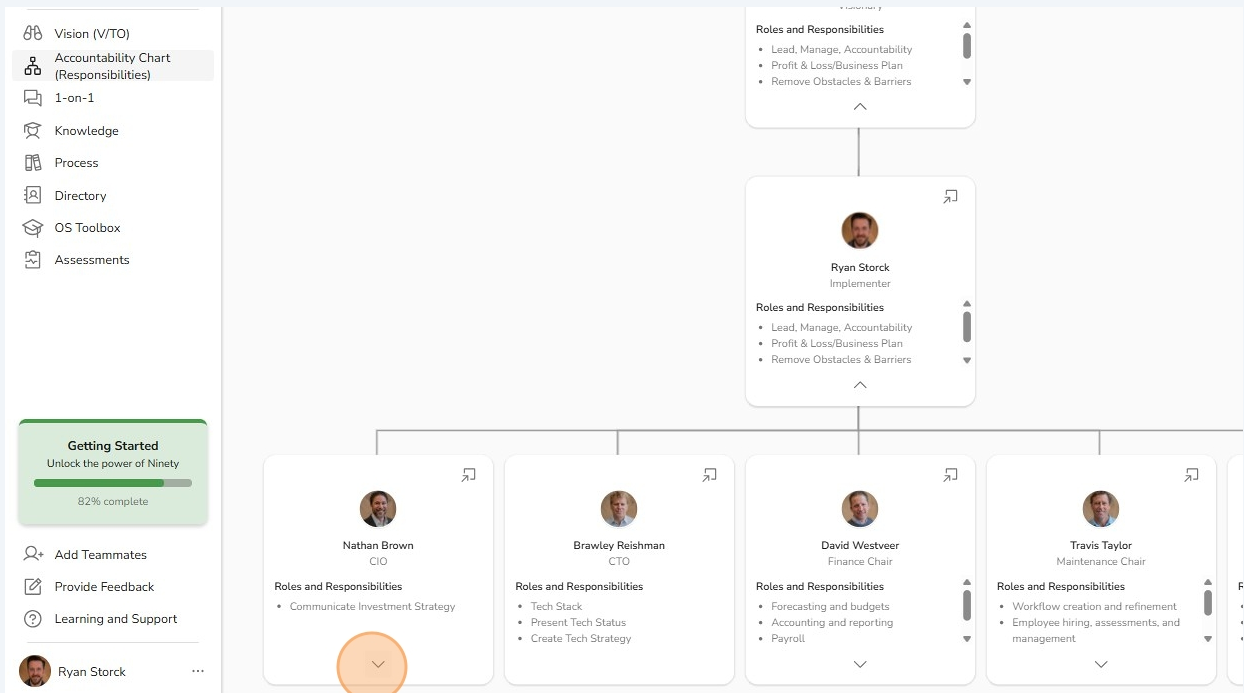 Vision (V/TO)
Accountability Chart
(Responsibilities)
1-on-1
Knowledge
Process
Directory
OS Toolbox
Assessments
Getting Started
Unlock the power of Ninety
82% complete
Add Teammates
Provide Feedback
Learning and Support
Ryan Storck
Visionary
Roles and Responsibilities
Lead, Manage, Accountability
Profit & Loss/Business Plan
Remove Obstacles & Barriers
Ryan Storck
Implementer
Roles and Responsibilities
Lead, Manage, Accountability
Profit & Loss/Business Plan
Remove Obstacles & Barriers
Nathan Brown
CIO
Roles and Responsibilities
Communicate Investment Strategy
Brawley Reishman
CTO
Roles and Responsibilities
Tech Stack
Present Tech Status
Create Tech Strategy
David Westveer
Finance Chair
Roles and Responsibilities
Forecasting and budgets
Accounting and reporting
Payroll
Travis Taylor
Maintenance Chair
Roles and Responsibilities
Workflow creation and refinement
Employee hiring, assessments, and
management